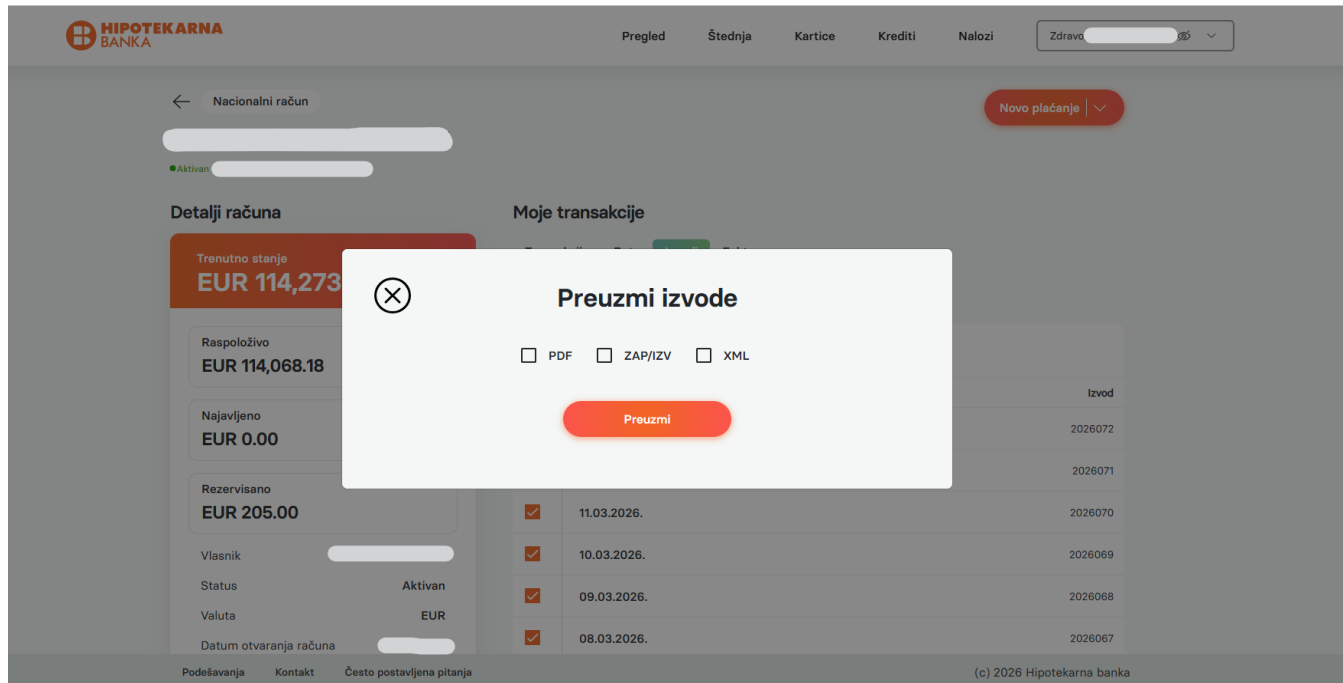 HIPOTEKARNA
BANKA
Pregled Štednja Kartice Krediti Nalozi Zdravo
Nacionalni račun
Novo plaćanje
Aktivan
Detalji računa
Moje transakcije
Trenutno stanje
EUR 114,273
Preuzmi izvode
PDF ZAP/IZV XML
Preuzmi
Raspoloživo
EUR 114,068.18
Najavljeno
EUR 0.00
Rezervisano
EUR 205.00
Vlasnik
Status Aktivan
Valuta EUR
Datum otvaranja računa
Izvod
2026072
2026071
11.03.2026. 2026070
10.03.2026. 2026069
09.03.2026. 2026068
08.03.2026. 2026067
Podešavanja Kontakt Često postavljena pitanja (c) 2026 Hipotekarna banka